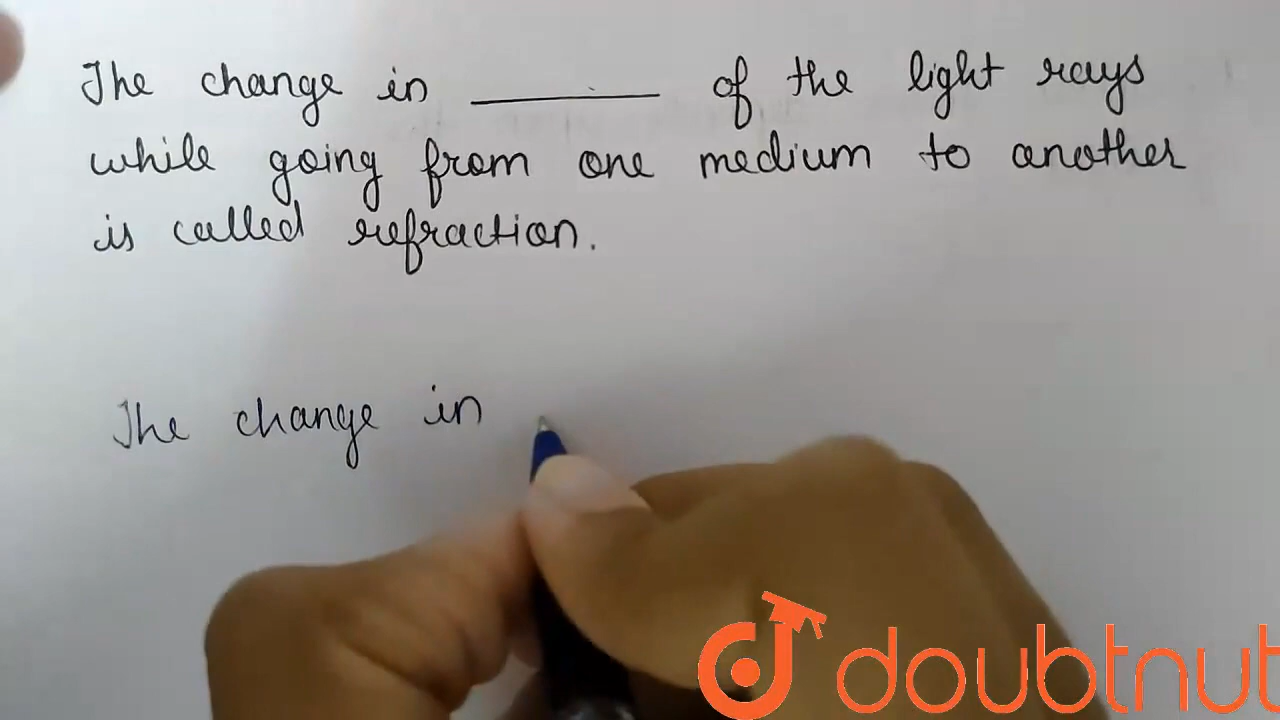 The change in ________ of the light rays
while going from one medium to another
is called refraction.
The change in
doubtnut